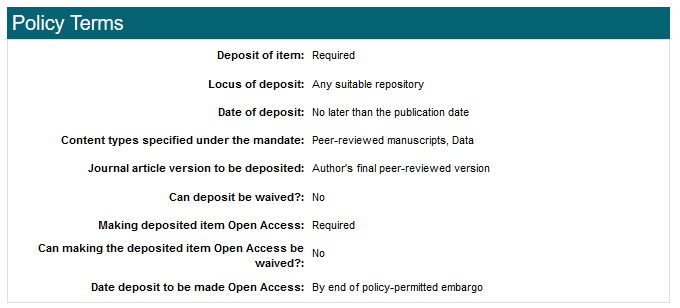 Policy Terms
Deposit of item: Required
Locus of deposit: Any suitable repository
Date of deposit: No later than the publication date
Content types specified under the mandate: Peer-reviewed manuscripts, Data
Journal article version to be deposited: Author's final peer-reviewed version
Can deposit be waived?: No
Making deposited item Open Access: Required
Can making the deposited item Open Access be
waived?: No
Date deposit to be made Open Access: By end of policy-permitted embargo